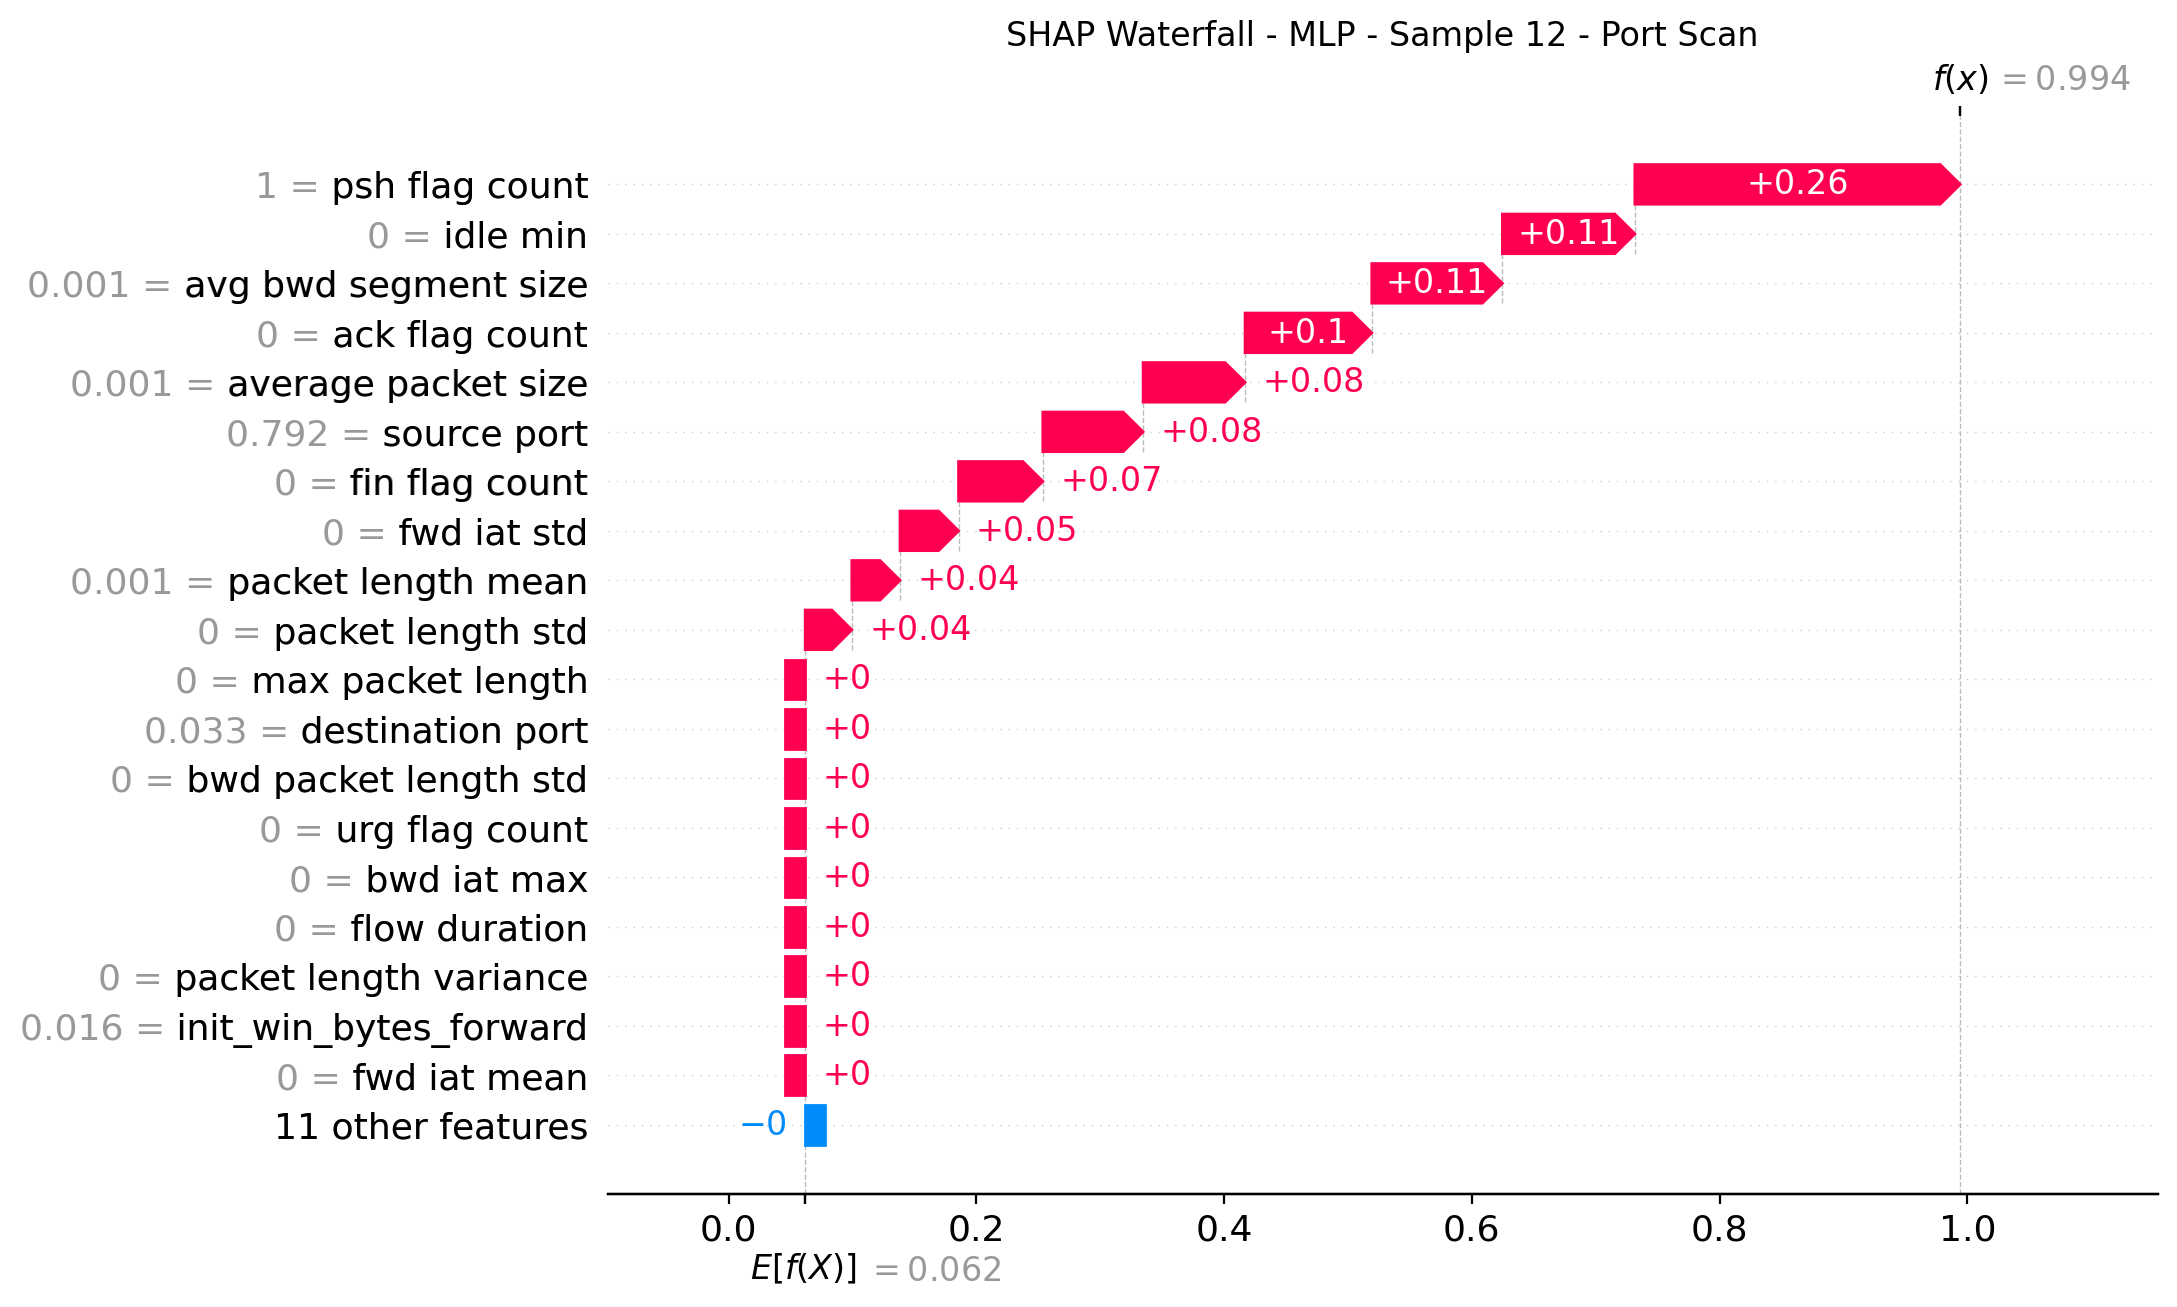 SHAP Waterfall - MLP - Sample 12 - Port Scan
f(x) = 0.994
1 = psh flag count +0.26
0 = idle min +0.11
0.001 = avg bwd segment size +0.11
0 = ack flag count +0.1
0.001 = average packet size +0.08
0.792 = source port +0.08
0 = fin flag count +0.07
0 = fwd iat std +0.05
0.001 = packet length mean +0.04
0 = packet length std +0.04
0 = max packet length +0
0.033 = destination port +0
0 = bwd packet length std +0
0 = urg flag count +0
0 = bwd iat max +0
0 = flow duration +0
0 = packet length variance +0
0.016 = init_win_bytes_forward +0
0 = fwd iat mean +0
11 other features −0
0.0 0.2 0.4 0.6 0.8 1.0
E[f(X)] = 0.062